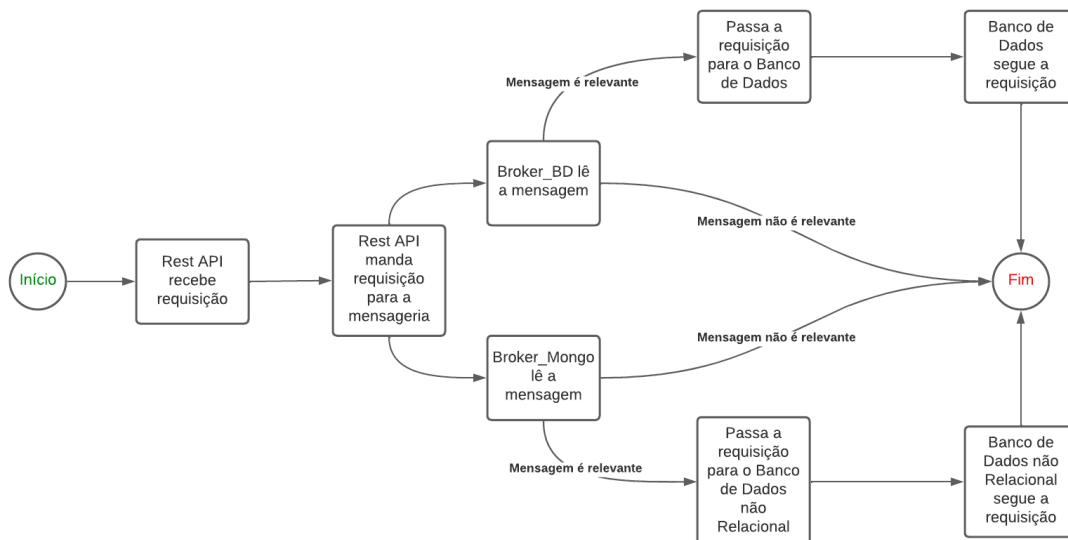 Início
Rest API
recebe
requisição
Rest API
manda
requisição
para a
mensageria
Broker_BD lê
a mensagem
Mensagem é relevante
Passa a
requisição
para o Banco
de Dados
Banco de
Dados
segue a
requisição
Mensagem não é relevante
Fim
Mensagem não é relevante
Broker_Mongo
lê a
mensagem
Mensagem é relevante
Passa a
requisição
para o Banco
de Dados
não
Relacional
Banco de
Dados não
Relacional
segue a
requisição